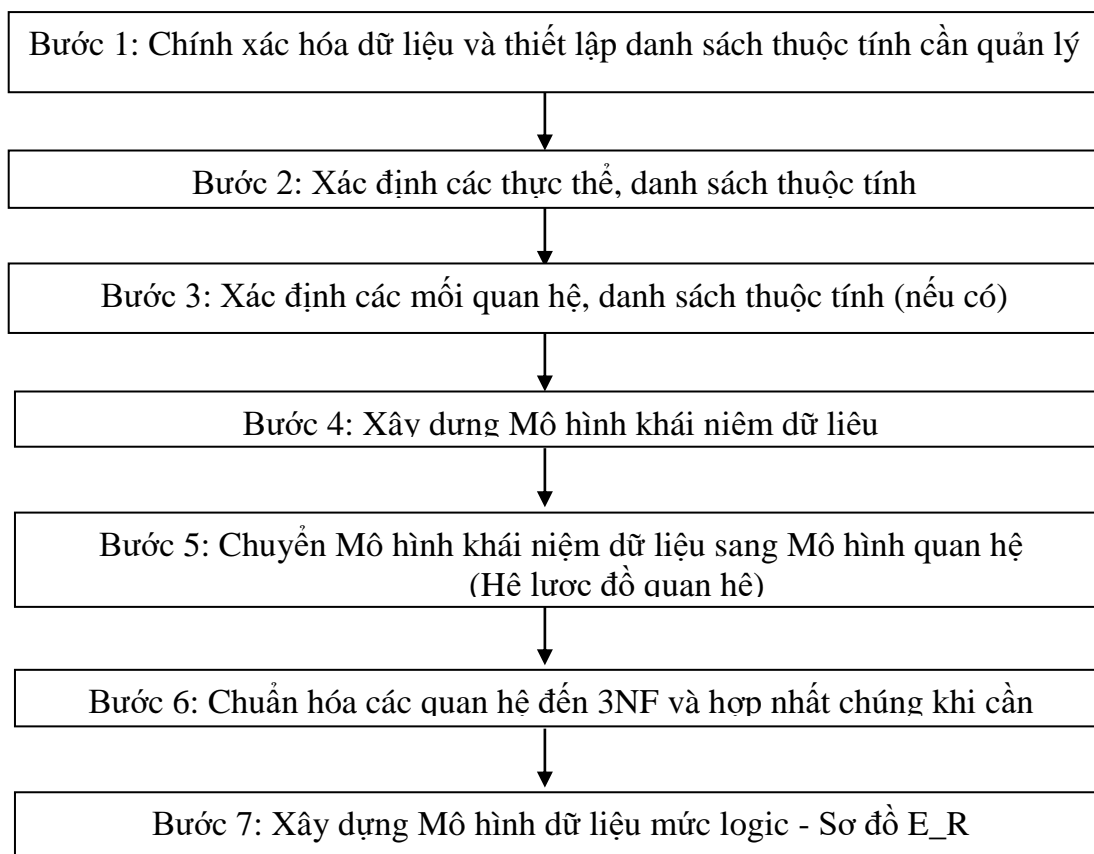 Bước 1: Chính xác hóa dữ liệu và thiết lập danh sách thuộc tính cần quản lý
Bước 2: Xác định các thực thể, danh sách thuộc tính
Bước 3: Xác định các mối quan hệ, danh sách thuộc tính (nếu có)
Bước 4: Xây dựng Mô hình khái niệm dữ liệu
Bước 5: Chuyển Mô hình khái niệm dữ liệu sang Mô hình quan hệ
(Hệ lược đồ quan hệ)
Bước 6: Chuẩn hóa các quan hệ đến 3NF và hợp nhất chúng khi cần
Bước 7: Xây dựng Mô hình dữ liệu mức logic - Sơ đồ E_R